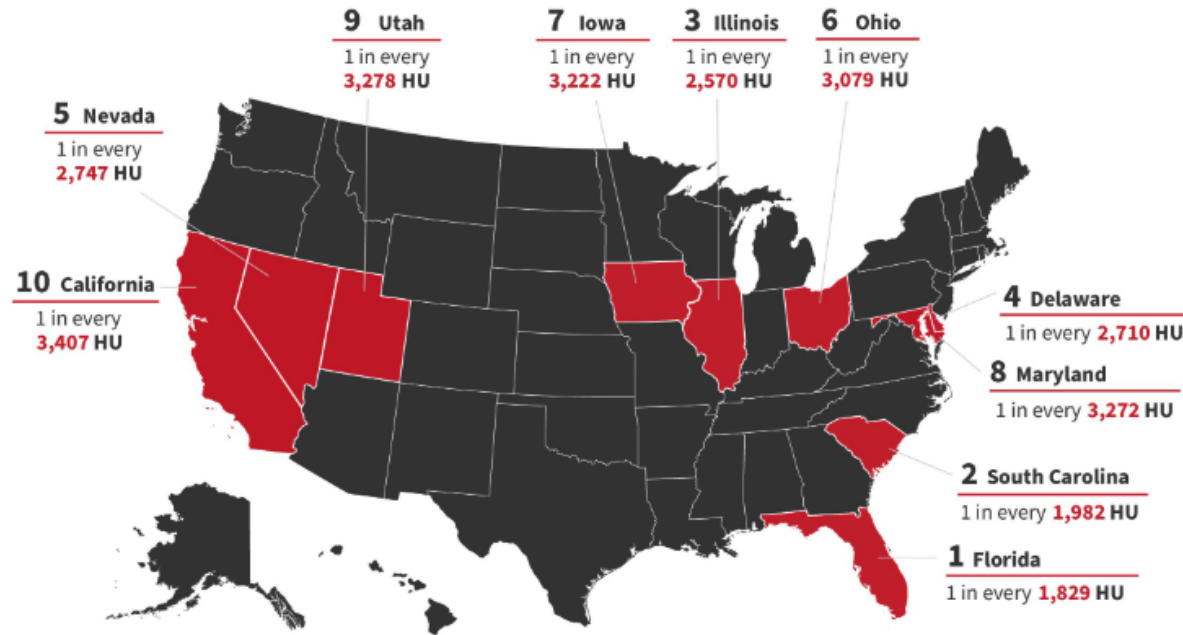 9 Utah
1 in every
3,278 HU
7 Iowa
1 in every
3,222 HU
3 Illinois
1 in every
2,570 HU
6 Ohio
1 in every
3,079 HU
5 Nevada
1 in every
2,747 HU
10 California
1 in every
3,407 HU
4 Delaware
1 in every 2,710 HU
8 Maryland
1 in every 3,272 HU
2 South Carolina
1 in every 1,982 HU
1 Florida
1 in every 1,829 HU